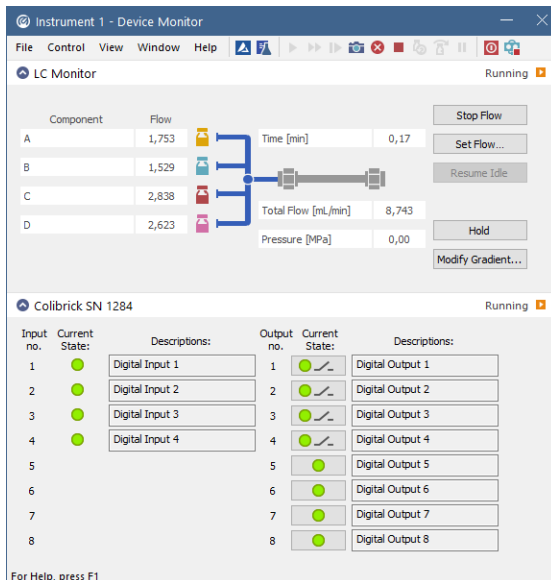 Instrument 1 - Device Monitor
File Control View Window Help
LC Monitor Running
Component Flow
A 1,753
B 1,529
C 2,838
D 2,623
Time [min] 0,17
Total Flow [mL/min] 8,743
Pressure [MPa] 0,00
Stop Flow
Set Flow...
Resume Idle
Hold
Modify Gradient...
Colibrick SN 1284 Running
Input no. Current State: Descriptions: Output no. Current State: Descriptions:
1 Digital Input 1 1 Digital Output 1
2 Digital Input 2 2 Digital Output 2
3 Digital Input 3 3 Digital Output 3
4 Digital Input 4 4 Digital Output 4
5 5 Digital Output 5
6 6 Digital Output 6
7 7 Digital Output 7
8 8 Digital Output 8
For Help, press F1